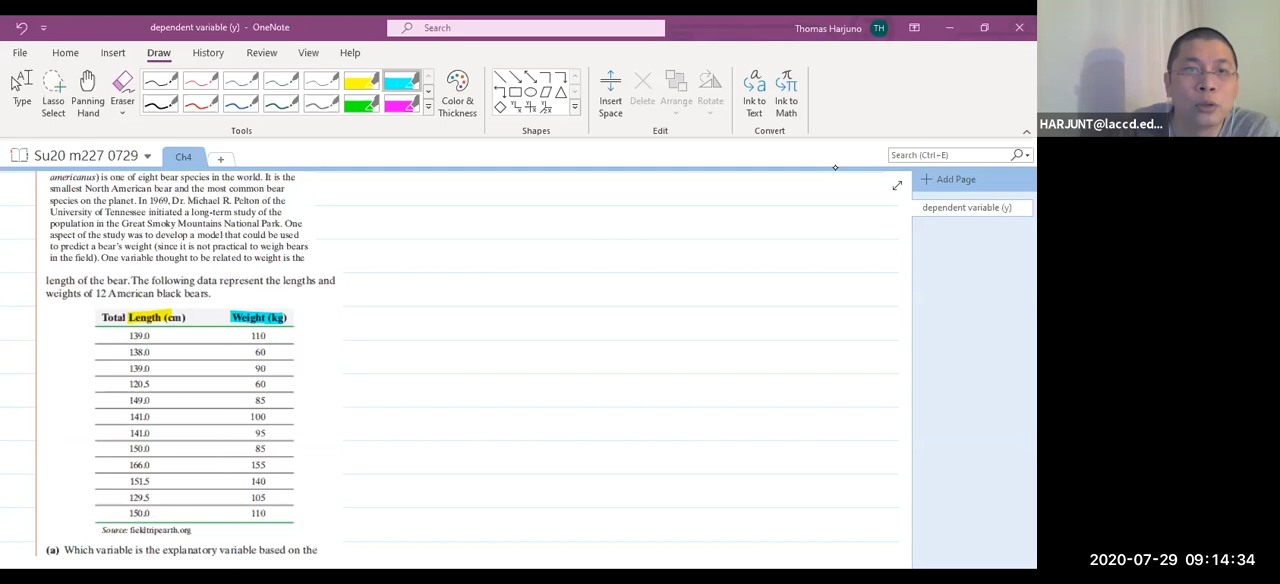 dependent variable (y) - OneNote
Search
Thomas Harjuno
TH
File
Home
Insert
Draw
History
Review
View
Help
Type
Lasso Select
Panning Hand
Eraser
Color & Thickness
Insert Space
Delete
Arrange
Rotate
Ink to Text
Ink to Math
Tools
Shapes
Edit
Convert
Su20 m227 0729
Ch4
Search (Ctrl+E)
Add Page
dependent variable (y)
americanus) is one of eight bear species in the world. It is the
smallest North American bear and the most common bear
species on the planet. In 1969, Dr. Michael R. Pelton of the
University of Tennessee initiated a long-term study of the
population in the Great Smoky Mountains National Park. One
aspect of the study was to develop a model that could be used
to predict a bear's weight (since it is not practical to weigh bears
in the field). One variable thought to be related to weight is the
length of the bear. The following data represent the lengths and
weights of 12 American black bears.
Total Length (cm) Weight (kg)
139.0 110
138.0 60
139.0 90
120.5 60
149.0 85
141.0 100
141.0 95
150.0 85
166.0 155
151.5 140
129.5 105
150.0 110
Source: fieldtripearth.org
(a) Which variable is the explanatory variable based on the
HARJUNT@laccd.ed...
2020-07-29 09:14:34